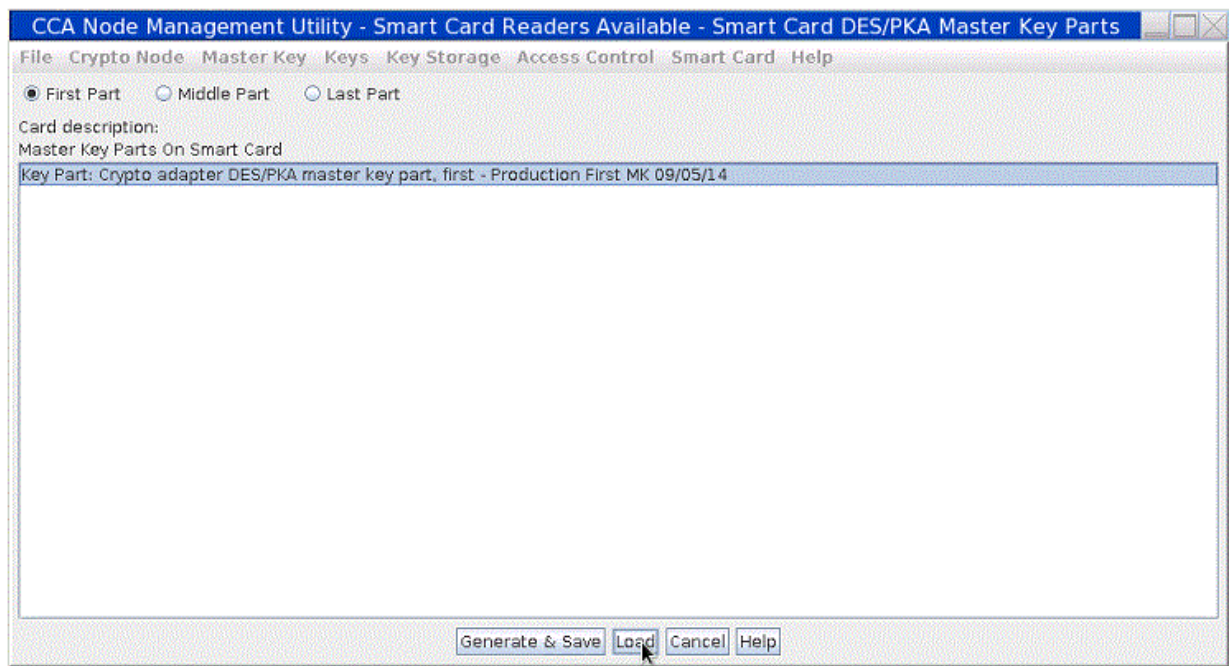 CCA Node Management Utility - Smart Card Readers Available - Smart Card DES/PKA Master Key Parts
File Crypto Node Master Key Keys Key Storage Access Control Smart Card Help
First Part Middle Part Last Part
Card description:
Master Key Parts On Smart Card
Key Part: Crypto adapter DES/PKA master key part, first - Production First MK 09/05/14
Generate & Save Load Cancel Help